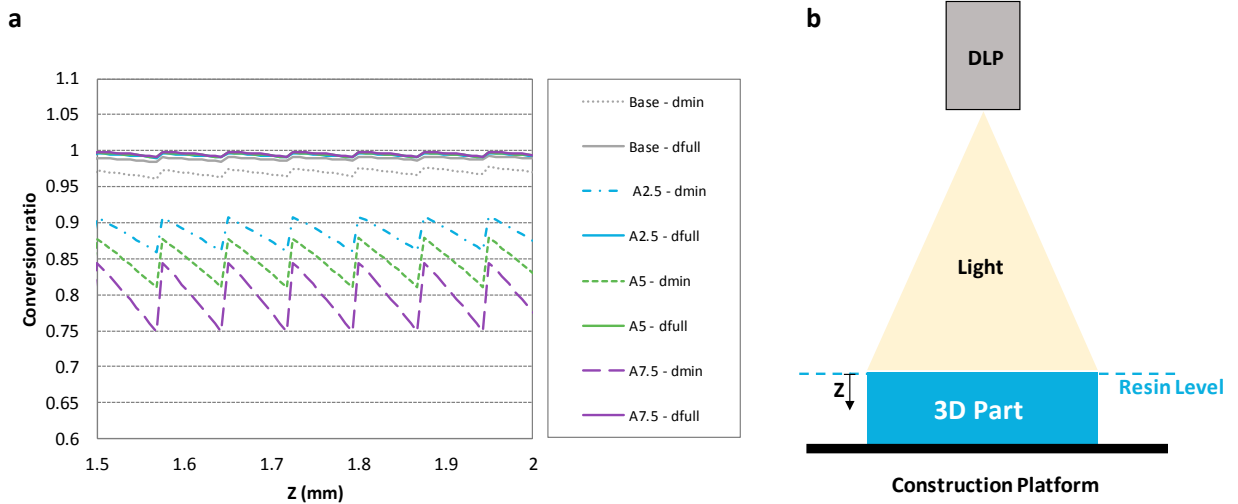 a
Conversion ratio
1.1
1.05
1
0.95
0.9
0.85
0.8
0.75
0.7
0.65
0.6
1.5
1.6
1.7
1.8
1.9
2
Z (mm)
Base - dmin
Base - dfull
A2.5 - dmin
A2.5 - dfull
A5 - dmin
A5 - dfull
A7.5 - dmin
A7.5 - dfull
b
DLP
Light
Z
Resin Level
3D Part
Construction Platform